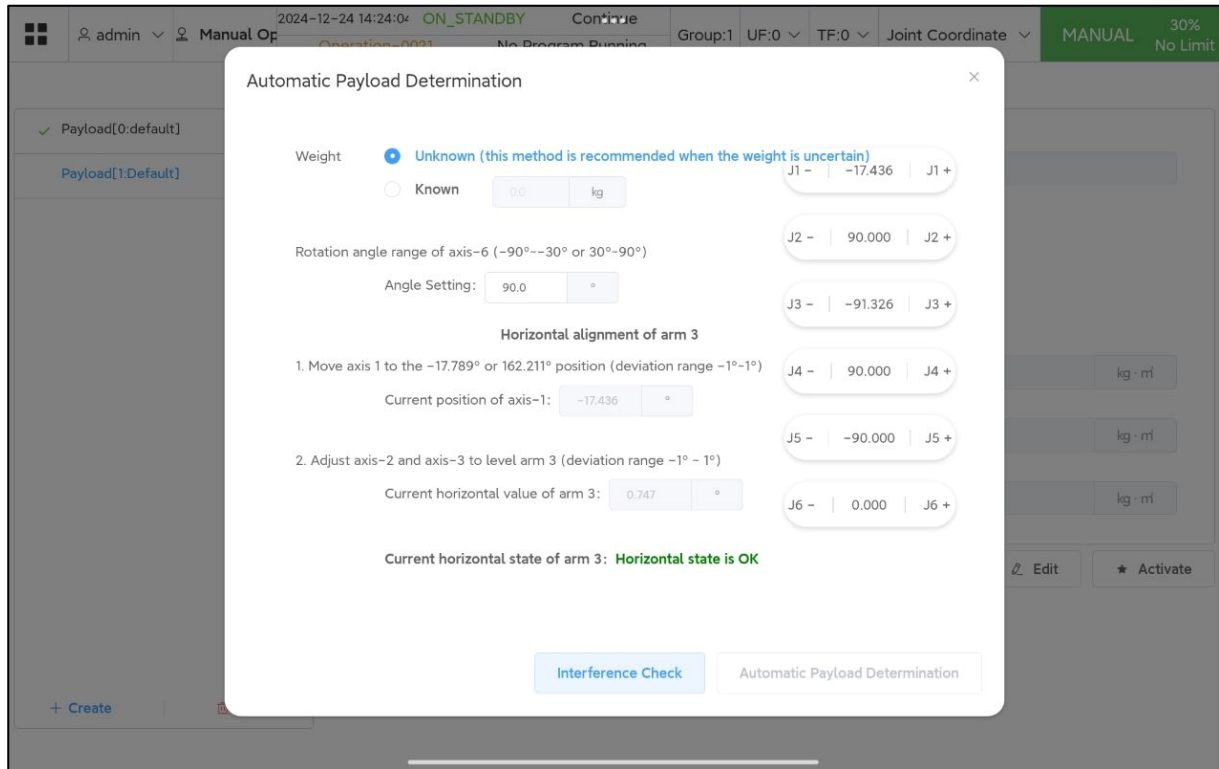 admin Manual Op 2024-12-24 14:24:04 ON_STANDBY Continue Group:1 UF:0 TF:0 Joint Coordinate MANUAL 30%
Operation-0021 No Program Running No Limit
Automatic Payload Determination
Payload[0:default]
Payload[1:Default]
Weight Unknown (this method is recommended when the weight is uncertain)
J1 - -17.436 J1 +
Known 0.0 kg
J2 - 90.000 J2 +
Rotation angle range of axis-6 (-90°~-30° or 30°-90°)
Angle Setting: 90.0 °
J3 - -91.326 J3 +
Horizontal alignment of arm 3
1. Move axis 1 to the -17.789° or 162.211° position (deviation range -1°-1°)
J4 - 90.000 J4 +
kg · ㎡
Current position of axis-1: -17.436 °
J5 - -90.000 J5 +
kg · ㎡
2. Adjust axis-2 and axis-3 to level arm 3 (deviation range -1° - 1°)
Current horizontal value of arm 3: 0.747 °
J6 - 0.000 J6 +
kg · ㎡
Current horizontal state of arm 3: Horizontal state is OK
Edit
Activate
Interference Check
Automatic Payload Determination
+ Create